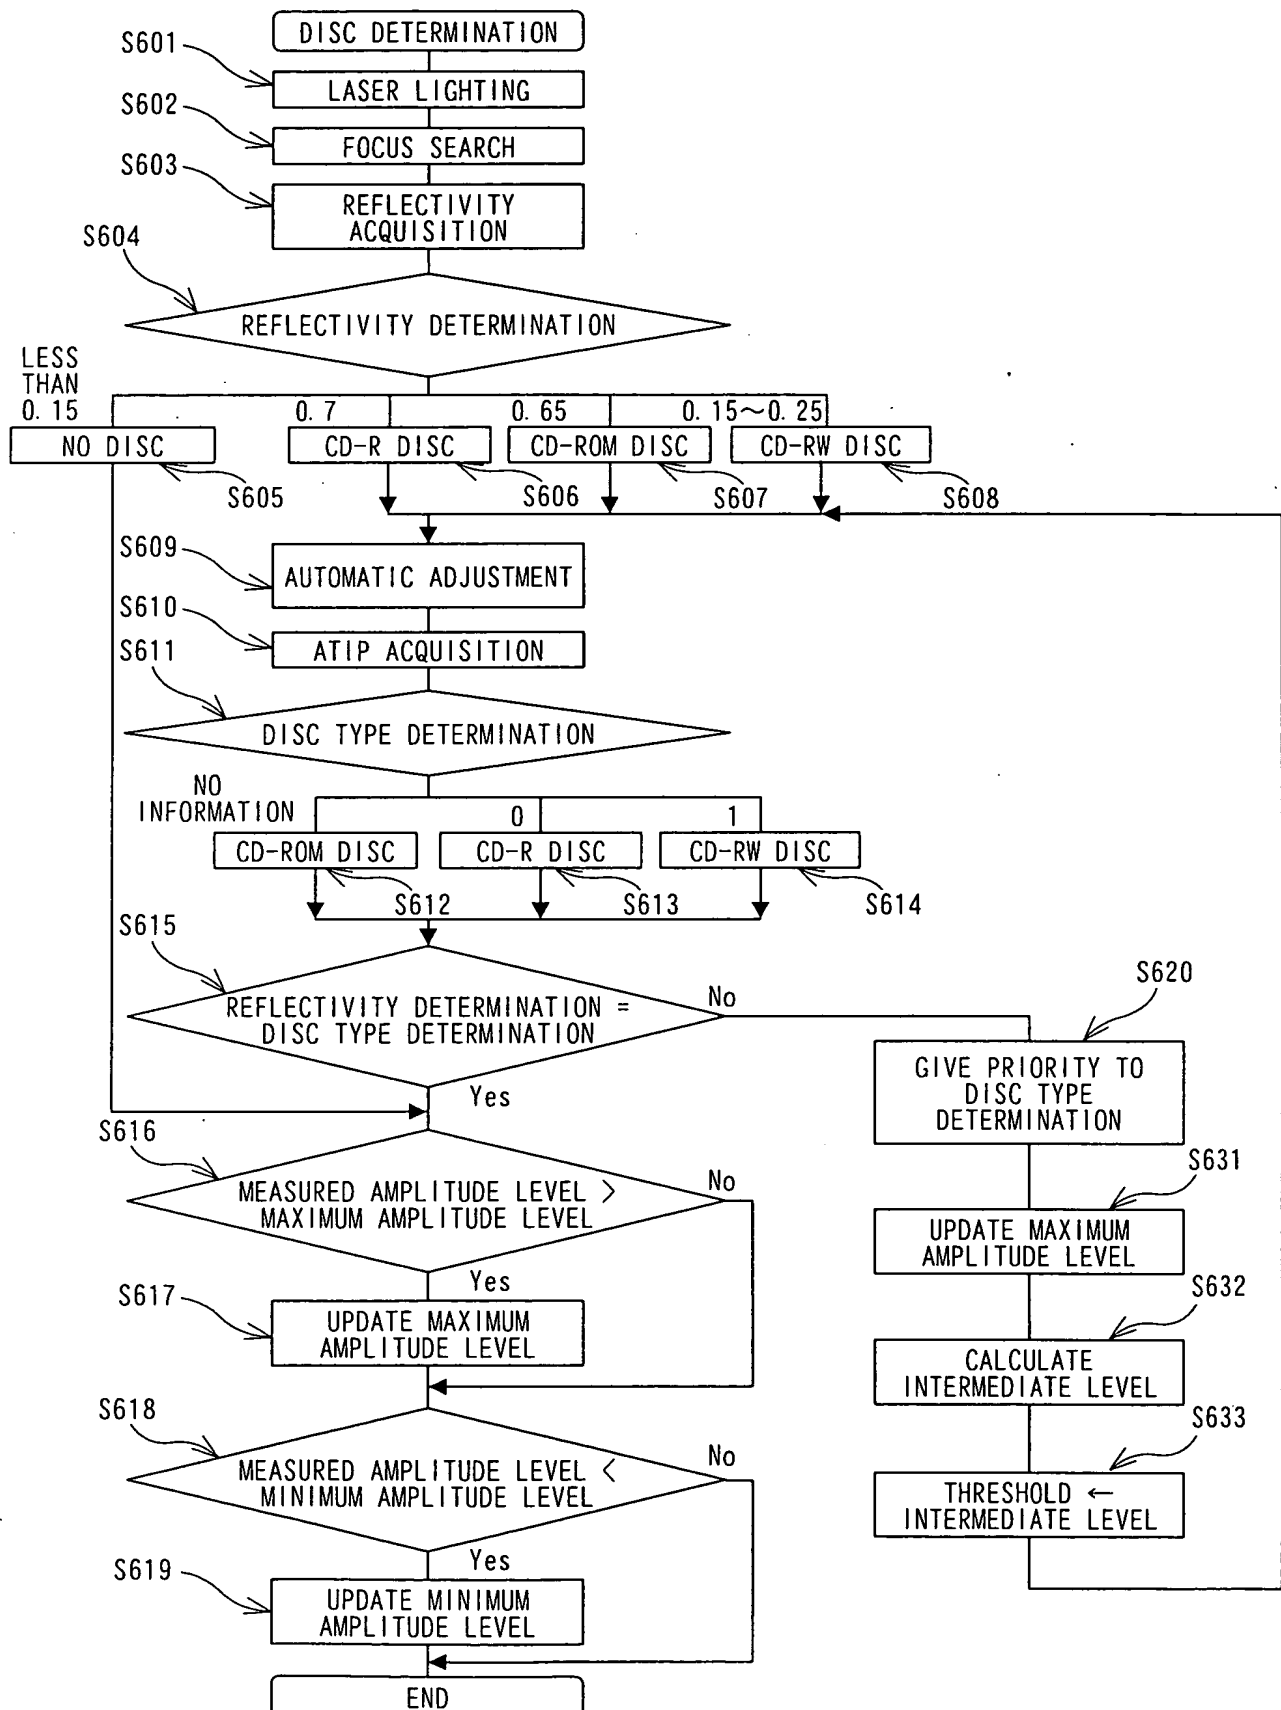 DISC DETERMINATION
S601
LASER LIGHTING
S602
FOCUS SEARCH
S603
REFLECTIVITY
ACQUISITION
S604
REFLECTIVITY DETERMINATION
LESS
THAN
0.15
0.7
0.65
0.15~0.25
NO DISC
CD-R DISC
CD-ROM DISC
CD-RW DISC
S605
S606
S607
S608
S609
AUTOMATIC ADJUSTMENT
S610
ATIP ACQUISITION
S611
DISC TYPE DETERMINATION
NO
INFORMATION
0
1
CD-ROM DISC
CD-R DISC
CD-RW DISC
S612
S613
S614
S615
REFLECTIVITY DETERMINATION =
DISC TYPE DETERMINATION
No
Yes
S620
GIVE PRIORITY TO
DISC TYPE
DETERMINATION
S616
MEASURED AMPLITUDE LEVEL >
MAXIMUM AMPLITUDE LEVEL
No
Yes
S631
UPDATE MAXIMUM
AMPLITUDE LEVEL
S617
UPDATE MAXIMUM
AMPLITUDE LEVEL
S632
CALCULATE
INTERMEDIATE LEVEL
S618
MEASURED AMPLITUDE LEVEL <
MINIMUM AMPLITUDE LEVEL
No
Yes
S633
THRESHOLD ←
INTERMEDIATE LEVEL
S619
UPDATE MINIMUM
AMPLITUDE LEVEL
END